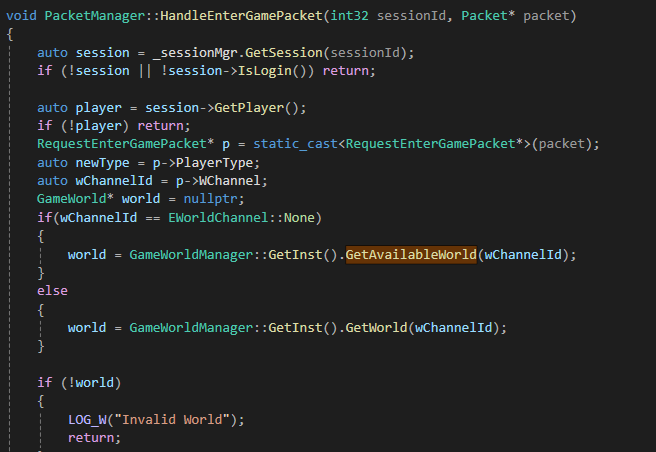 void PacketManager::HandleEnterGamePacket(int32 sessionId, Packet* packet)
{
    auto session = _sessionMgr.GetSession(sessionId);
    if (!session || !session->IsLogin()) return;

    auto player = session->GetPlayer();
    if (!player) return;
    RequestEnterGamePacket* p = static_cast<RequestEnterGamePacket*>(packet);
    auto newType = p->PlayerType;
    auto wChannelId = p->WChannel;
    GameWorld* world = nullptr;
    if(wChannelId == EWorldChannel::None)
    {
        world = GameWorldManager::GetInst().GetAvailableWorld(wChannelId);
    }
    else
    {
        world = GameWorldManager::GetInst().GetWorld(wChannelId);
    }

    if (!world)
    {
        LOG_W("Invalid World");
        return;